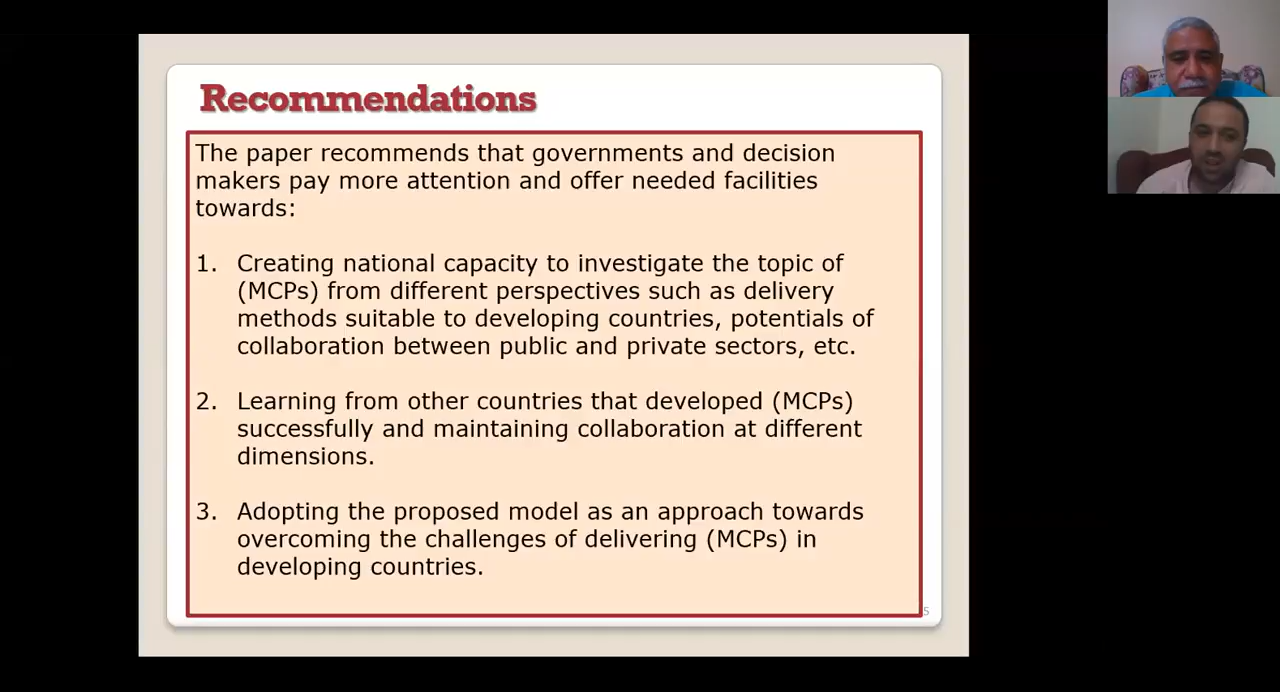 Recommendations
The paper recommends that governments and decision
makers pay more attention and offer needed facilities
towards:
1. Creating national capacity to investigate the topic of
(MCPs) from different perspectives such as delivery
methods suitable to developing countries, potentials of
collaboration between public and private sectors, etc.
2. Learning from other countries that developed (MCPs)
successfully and maintaining collaboration at different
dimensions.
3. Adopting the proposed model as an approach towards
overcoming the challenges of delivering (MCPs) in
developing countries.